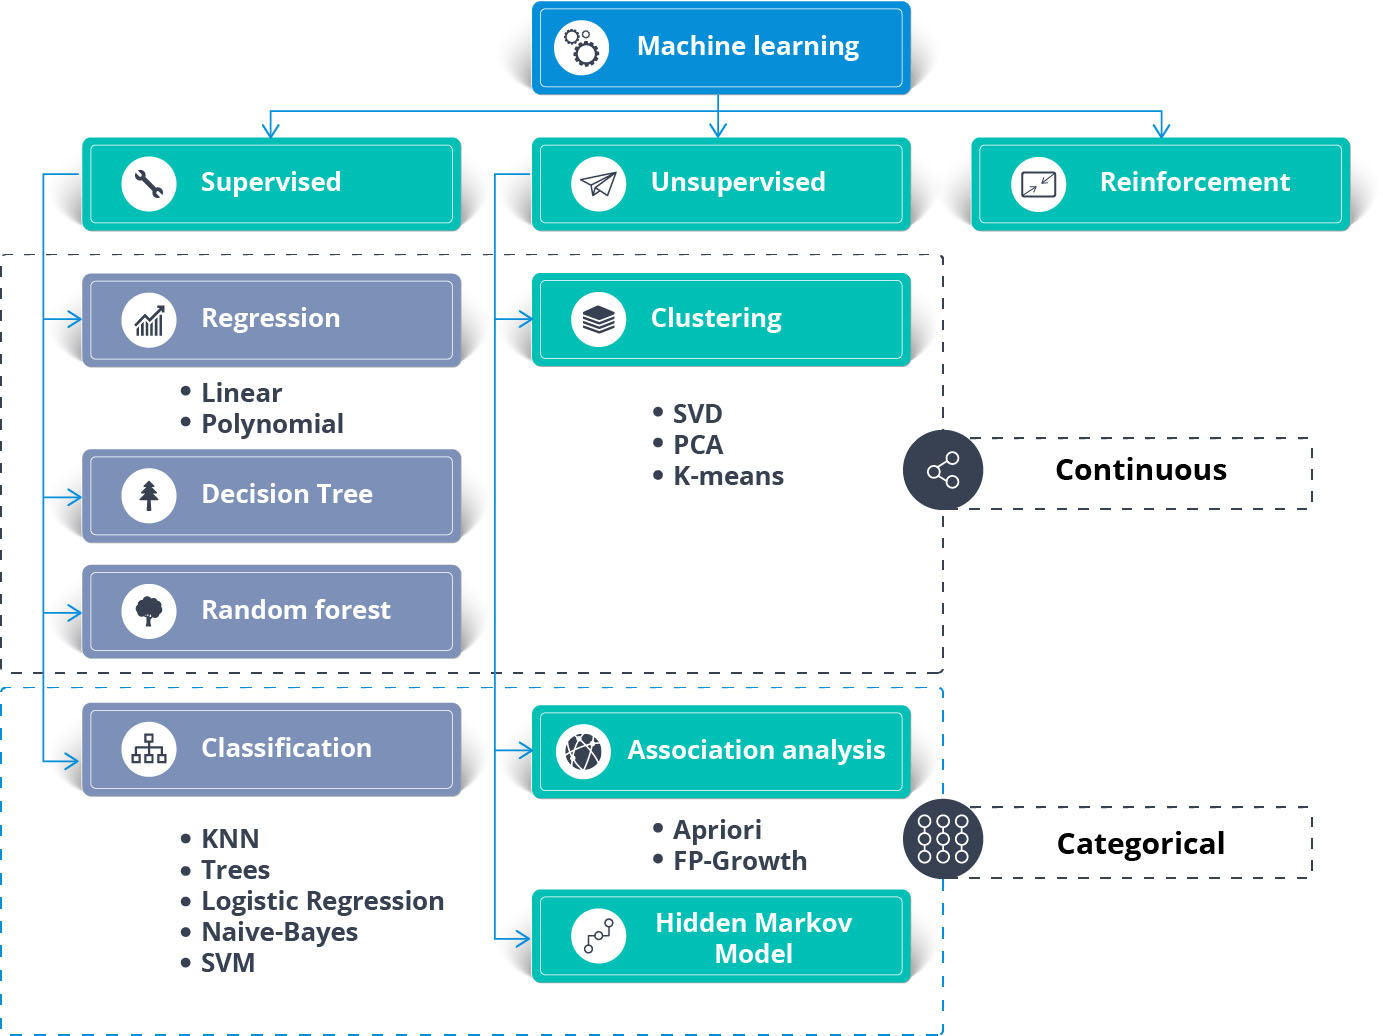 Machine learning
Supervised
Unsupervised
Reinforcement
Regression
• Linear
• Polynomial
Decision Tree
Random forest
Clustering
• SVD
• PCA
• K-means
Continuous
Classification
• KNN
• Trees
• Logistic Regression
• Naive-Bayes
• SVM
Association analysis
• Apriori
• FP-Growth
Hidden Markov
Model
Categorical